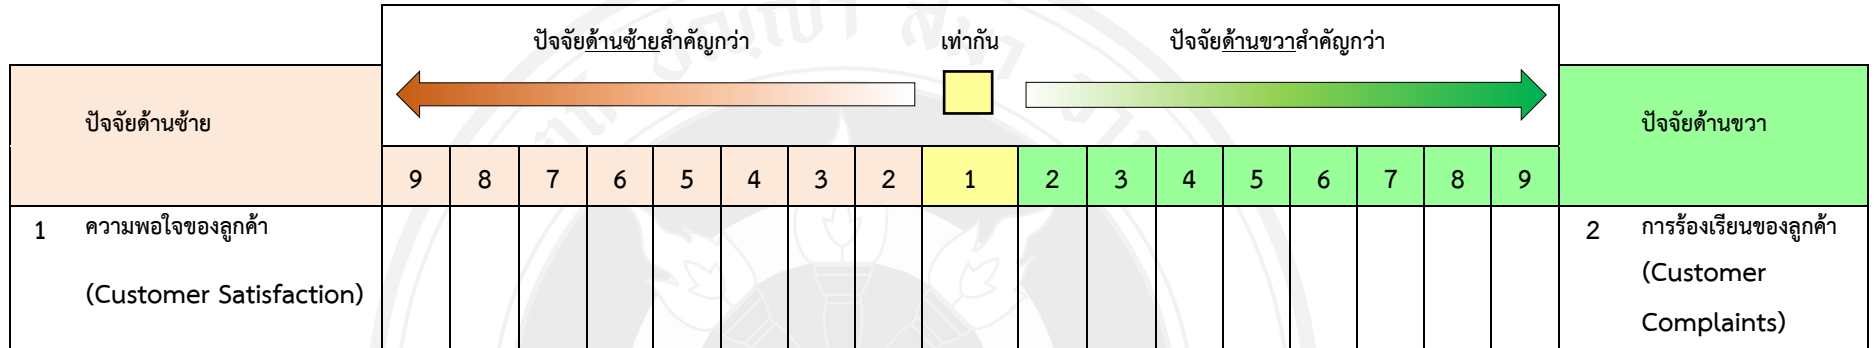 ปัจจัยด้านซ้ายสำคัญกว่า เท่ากัน ปัจจัยด้านขวาสำคัญกว่า
ปัจจัยด้านซ้าย ปัจจัยด้านขวา
9 8 7 6 5 4 3 2 1 2 3 4 5 6 7 8 9
1 ความพอใจของลูกค้า 2 การร้องเรียนของลูกค้า
(Customer Satisfaction) (Customer
Complaints)